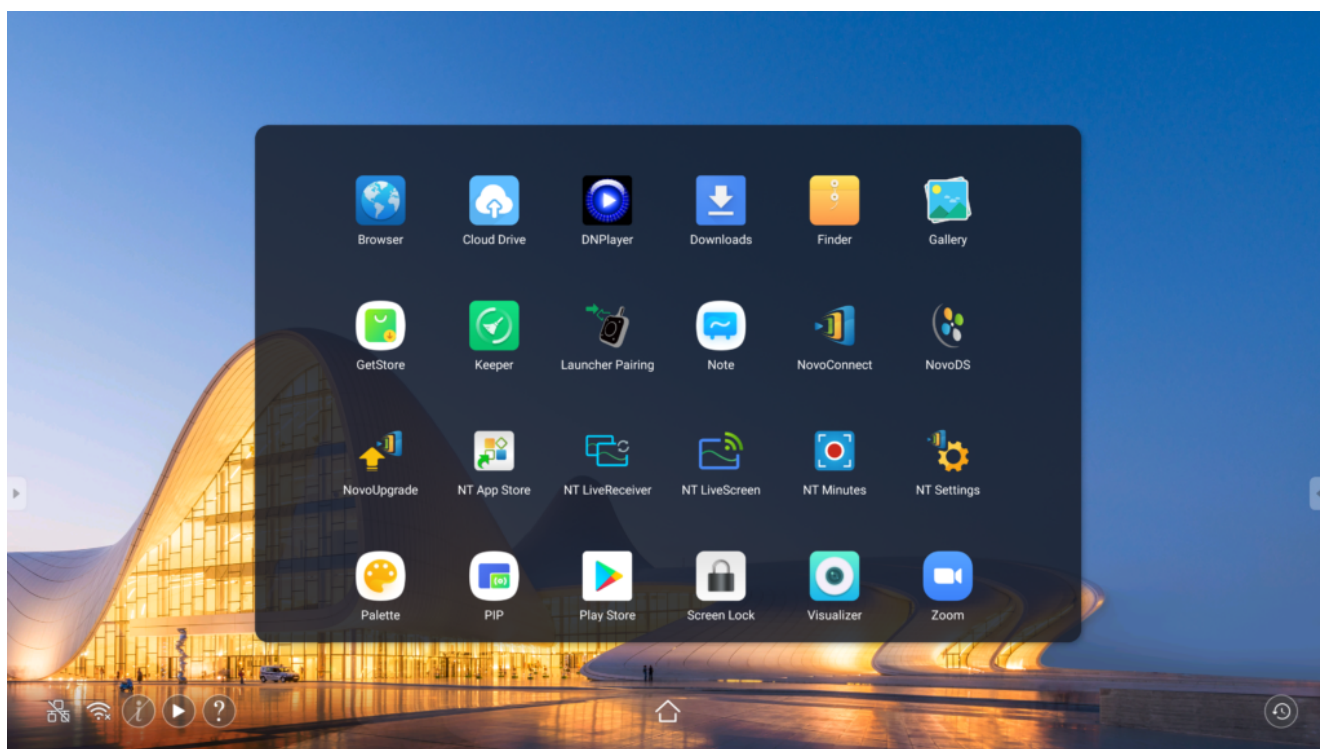 Browser Cloud Drive DNPlayer Downloads Finder Gallery
GetStore Keeper Launcher Pairing Note NovoConnect NovoDS
NovoUpgrade NT App Store NT LiveReceiver NT LiveScreen NT Minutes NT Settings
Palette PIP Play Store Screen Lock Visualizer Zoom
i ?